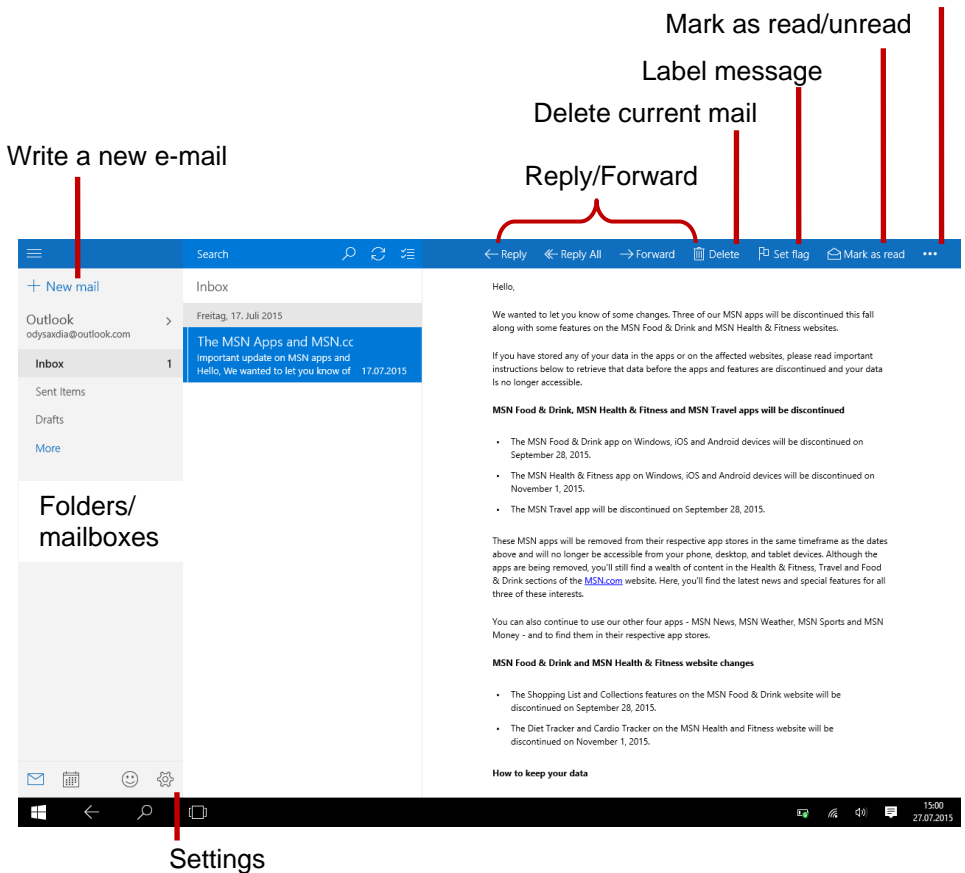 Mark as read/unread
Label message
Delete current mail
Write a new e-mail
Reply/Forward
Search
Reply
Reply All
Forward
Delete
Set flag
Mark as read
•••
+ New mail
Outlook
odysaxdia@outlook.com
Inbox 1
Sent Items
Drafts
More
Folders/
mailboxes
Inbox
Freitag, 17. Juli 2015
The MSN Apps and MSN.cc
Important update on MSN apps and
Hello, We wanted to let you know of 17.07.2015
Hello,
We wanted to let you know of some changes. Three of our MSN apps will be discontinued this fall
along with some features on the MSN Food & Drink and MSN Health & Fitness websites.
If you have stored any of your data in the apps or on the affected websites, please read important
instructions below to retrieve that data before the apps and features are discontinued and your data
Is no longer accessible.
MSN Food & Drink, MSN Health & Fitness and MSN Travel apps will be discontinued
• The MSN Food & Drink app on Windows, iOS and Android devices will be discontinued on
September 28, 2015.
• The MSN Health & Fitness app on Windows, iOS and Android devices will be discontinued on
November 1, 2015.
• The MSN Travel app will be discontinued on September 28, 2015.
These MSN apps will be removed from their respective app stores in the same timeframe as the dates
above and will no longer be accessible from your phone, desktop, and tablet devices. Although the
apps are being removed, you'll still find a wealth of content in the Health & Fitness, Travel and Food
& Drink sections of the MSN.com website. Here, you'll find the latest news and special features for all
three of these interests.
You can also continue to use our other four apps - MSN News, MSN Weather, MSN Sports and MSN
Money - and to find them in their respective app stores.
MSN Food & Drink and MSN Health & Fitness website changes
• The Shopping List and Collections features on the MSN Food & Drink website will be
discontinued on September 28, 2015.
• The Diet Tracker and Cardio Tracker on the MSN Health and Fitness website will be
discontinued on November 1, 2015.
How to keep your data
15:00
27.07.2015
Settings